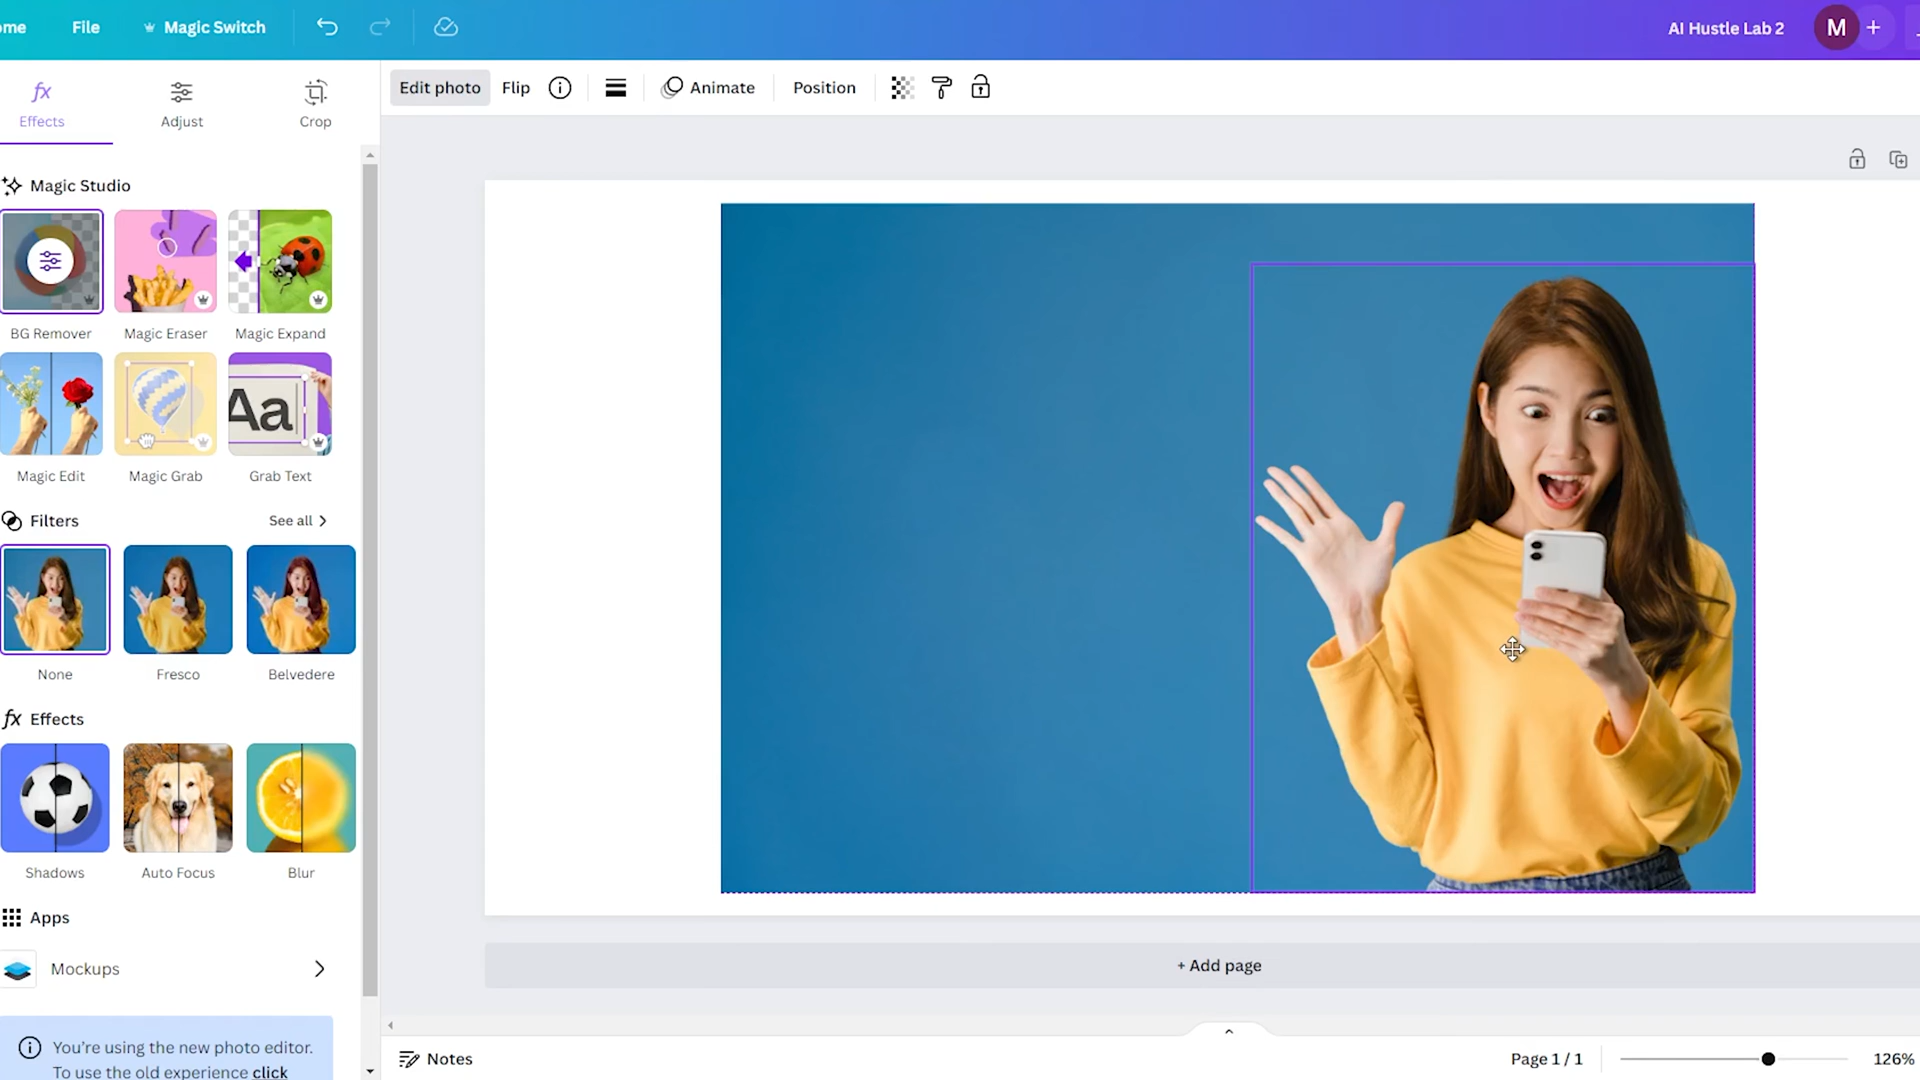 ome File Magic Switch AI Hustle Lab 2 M +
Edit photo Flip Animate Position
Effects Adjust Crop
Magic Studio
BG Remover Magic Eraser Magic Expand
Aa
Magic Edit Magic Grab Grab Text
Filters See all
None Fresco Belvedere
fx Effects
Shadows Auto Focus Blur
Apps
Mockups
+ Add page
You're using the new photo editor.
To use the old experience click
Notes Page 1 / 1 126%